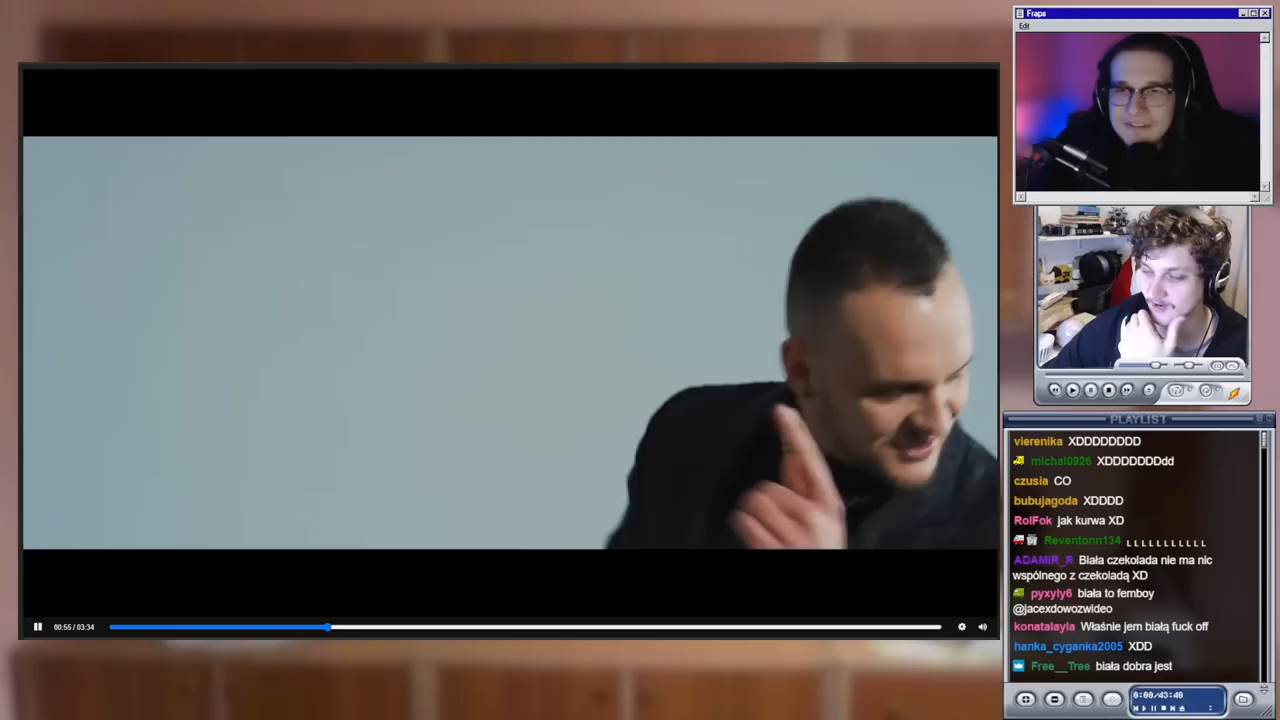 Fraps
Edit
PLAYLIST
vierenika XDDDDDDDD
michal0926 XDDDDDDDdd
czusia CO
bubujagoda XDDDD
RolFok jak kurwa XD
Reventonn134 L L L L L L L L L L L
ADAMIR_R Biała czekolada nie ma nic
wspólnego z czekoladą XD
pyxyly6 biała to femboy
@jacexdowozwideo
konatalayla Właśnie jem białą fuck off
hanka_cyganka2005 XDD
Free__Tree biała dobra jest
00:55 / 03:34
0:00/43:40